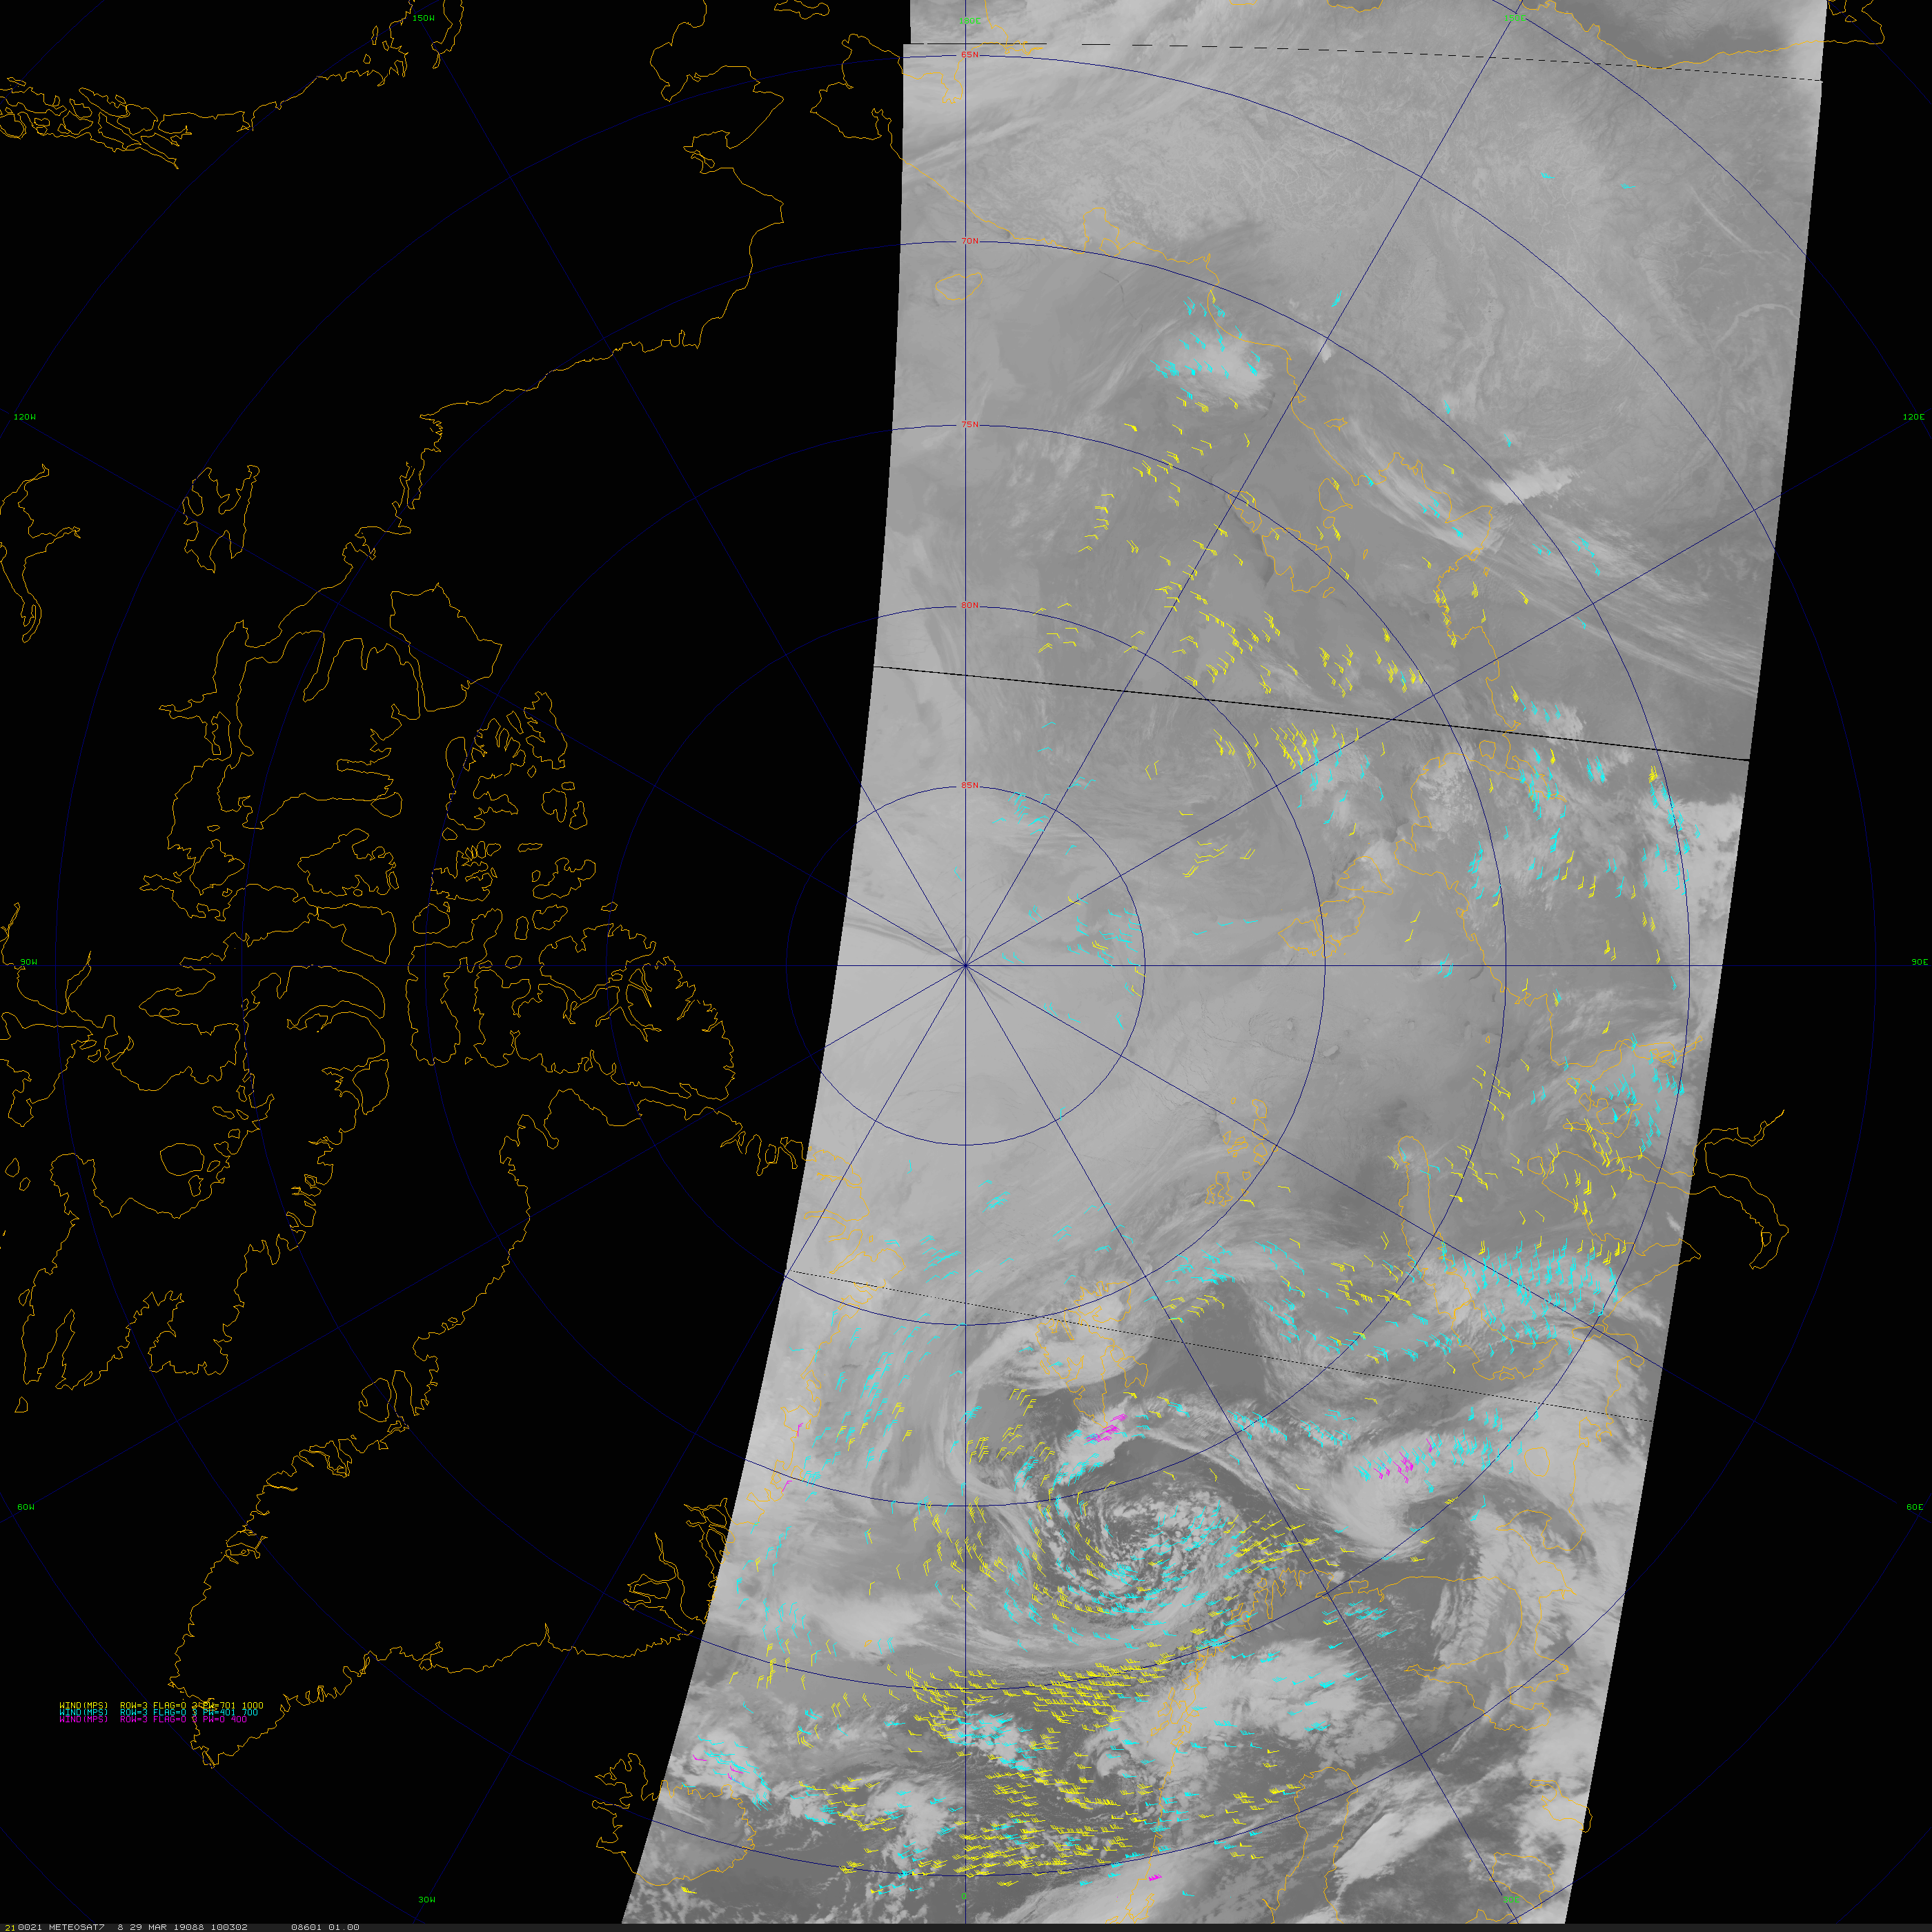 150W
65N
70N
120W
120E
75N
80N
85N
90W
90E
60W
60E
WIND(MPS) ROW=3 FLAG=0 3 PW=701 1000
WIND(MPS) ROW=3 FLAG=0 3 PW=401 700
WIND(MPS) ROW=3 FLAG=0 3 PW=0 400
30W
0
210021 METEOSAT7 8 29 MAR 19088 100302 08601 01.00